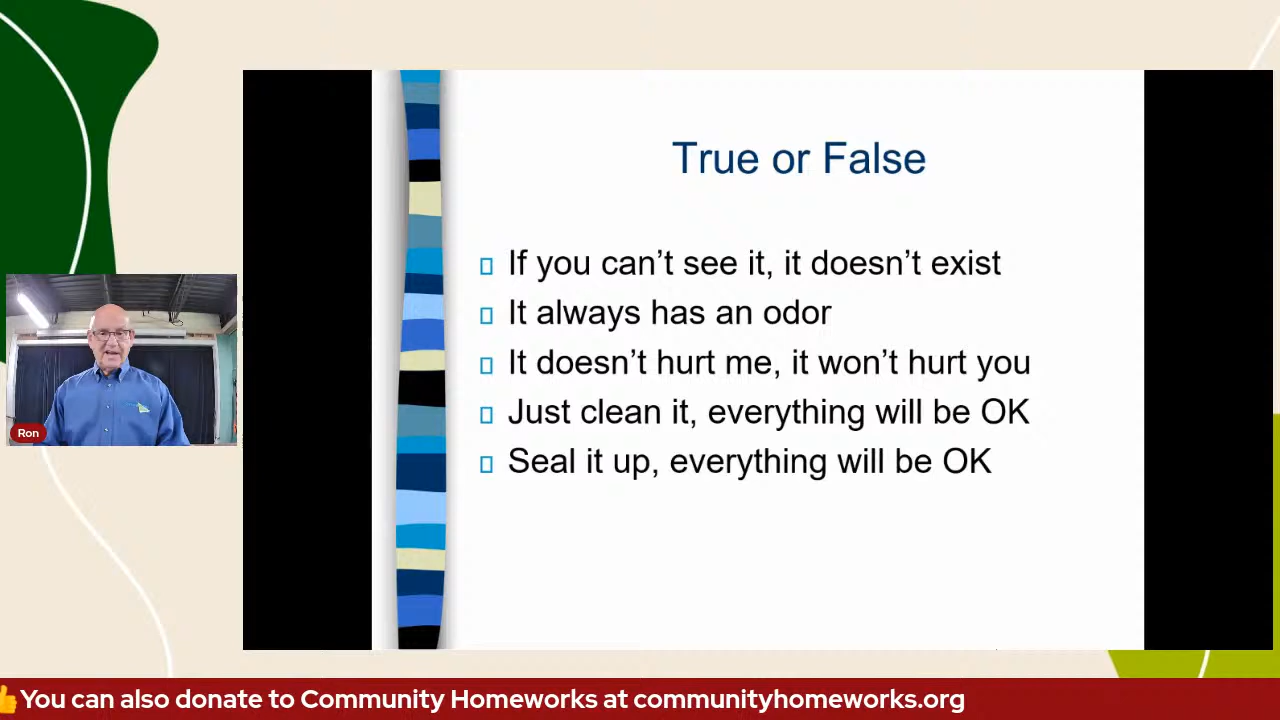 True or False
If you can't see it, it doesn't exist
It always has an odor
It doesn't hurt me, it won't hurt you
Just clean it, everything will be OK
Seal it up, everything will be OK
Ron
👍You can also donate to Community Homeworks at communityhomeworks.org